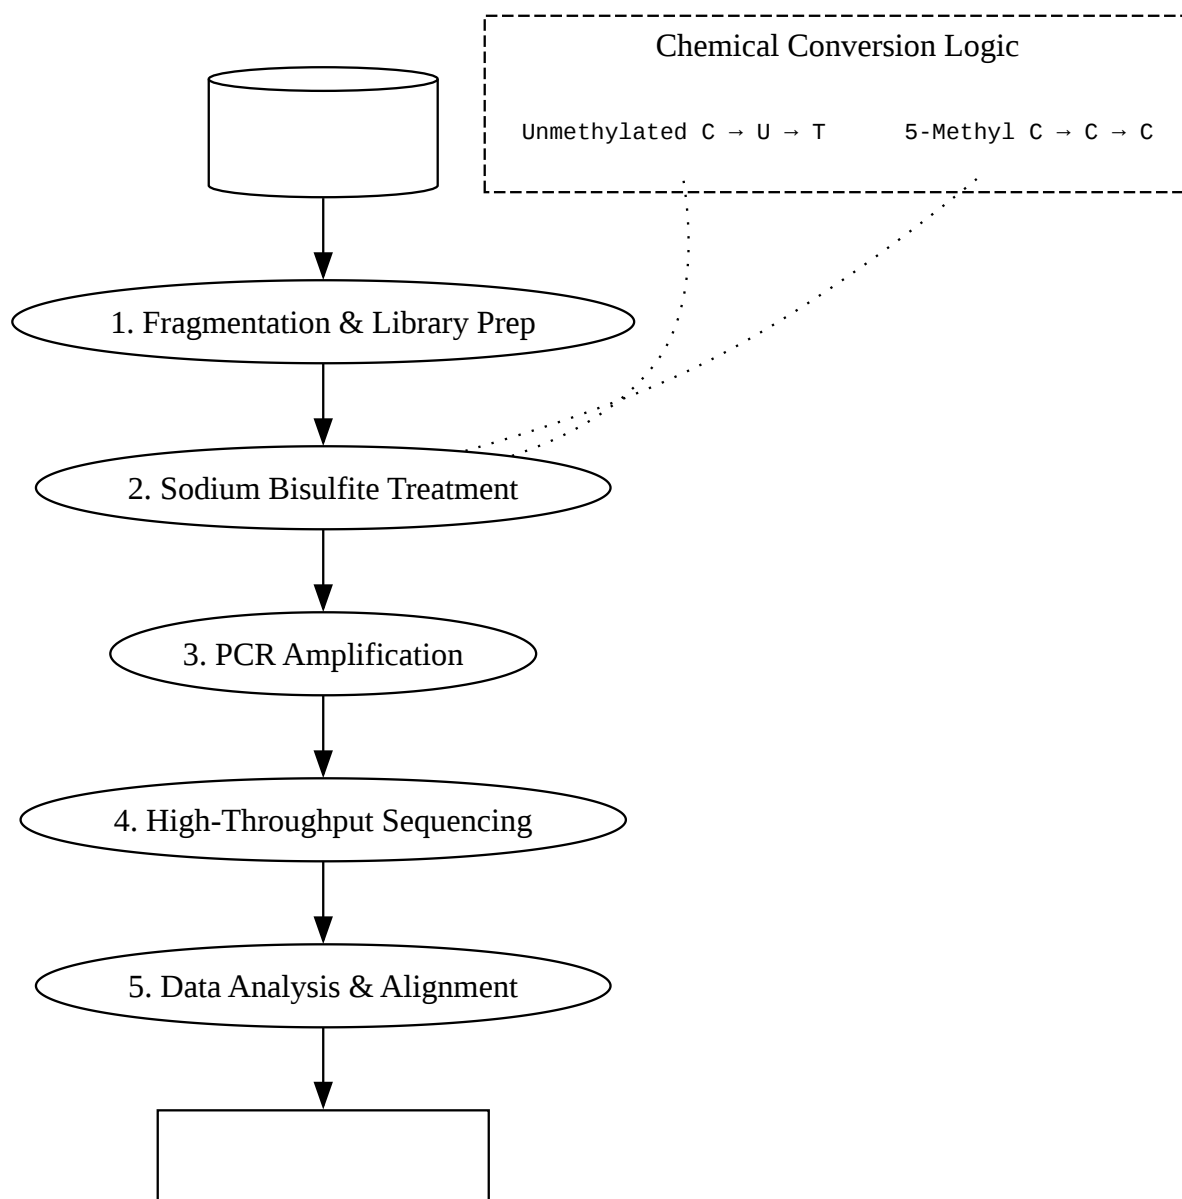 Chemical Conversion Logic
Unmethylated C → U → T
5-Methyl C → C → C
1. Fragmentation & Library Prep
2. Sodium Bisulfite Treatment
3. PCR Amplification
4. High-Throughput Sequencing
5. Data Analysis & Alignment